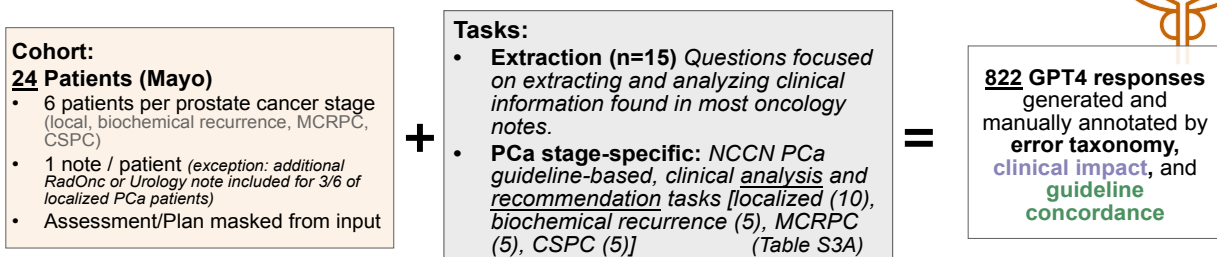 Cohort:
24 Patients (Mayo)
• 6 patients per prostate cancer stage
(local, biochemical recurrence, MCRPC,
CSPC)
• 1 note / patient (exception: additional
RadOnc or Urology note included for 3/6 of
localized PCa patients)
• Assessment/Plan masked from input
+
Tasks:
• Extraction (n=15) Questions focused
on extracting and analyzing clinical
information found in most oncology
notes.
• PCa stage-specific: NCCN PCa
guideline-based, clinical analysis and
recommendation tasks [localized (10),
biochemical recurrence (5), MCRPC
(5), CSPC (5)] (Table S3A)
=
822 GPT4 responses
generated and
manually annotated by
error taxonomy,
clinical impact, and
guideline
concordance